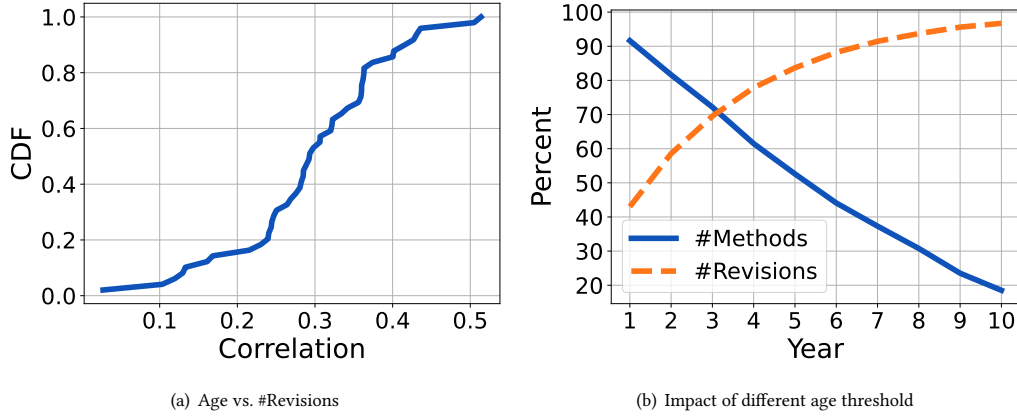 1.0
0.8
0.6
0.4
0.2
0.0
CDF
0.1 0.2 0.3 0.4 0.5
Correlation
(a) Age vs. #Revisions
100
90
80
70
60
50
40
30
20
Percent
#Methods
#Revisions
1 2 3 4 5 6 7 8 9 10
Year
(b) Impact of different age threshold